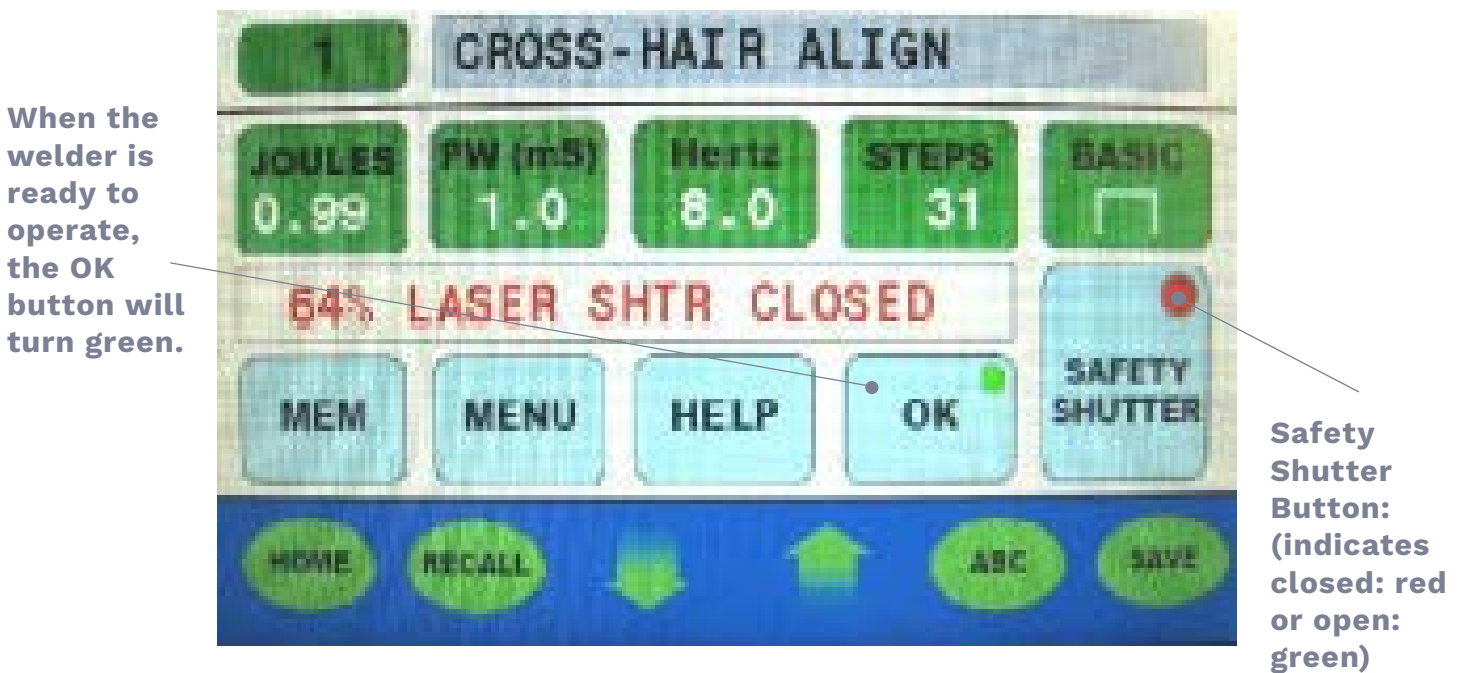 When the
welder is
ready to
operate,
the OK
button will
turn green.
1 CROSS-HAIR ALIGN
JOULES PW (mS) Hertz STEPS BASIC
0.99 1.0 8.0 31
64% LASER SHTR CLOSED
SAFETY
SHUTTER
MEM MENU HELP OK
HOME RECALL ABC SAVE
Safety
Shutter
Button:
(indicates
closed: red
or open:
green)